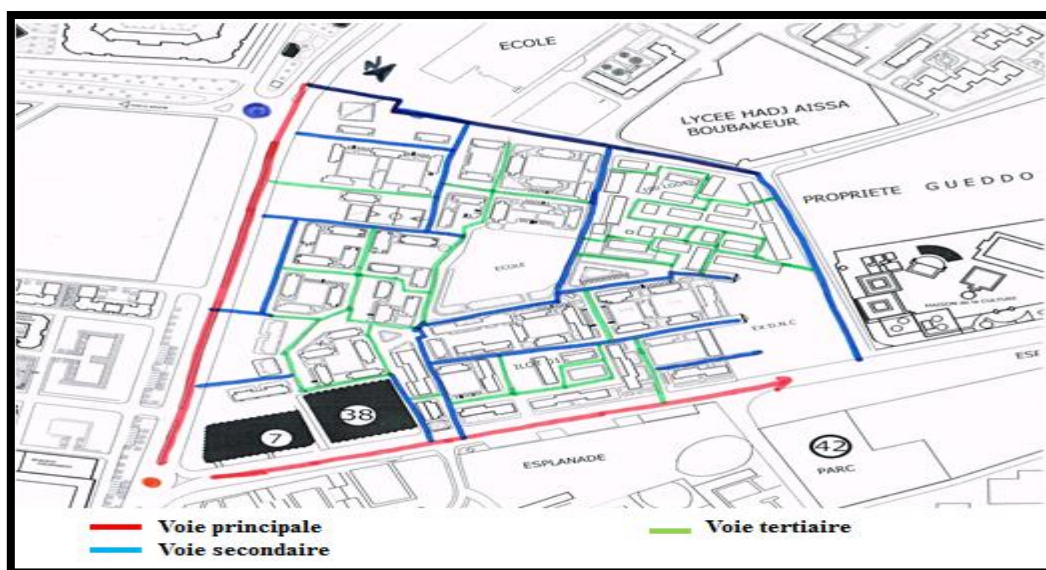 ECOLE
LYCEE HADJ AISSA
BOUBAKEUR
PROPRIETE GUEDDO
ECOLE
MAISON de la CULTURE
EX D.N.C
ILOT
ESP
38
7
ESPLANADE
42
PARC
Voie principale
Voie tertiaire
Voie secondaire